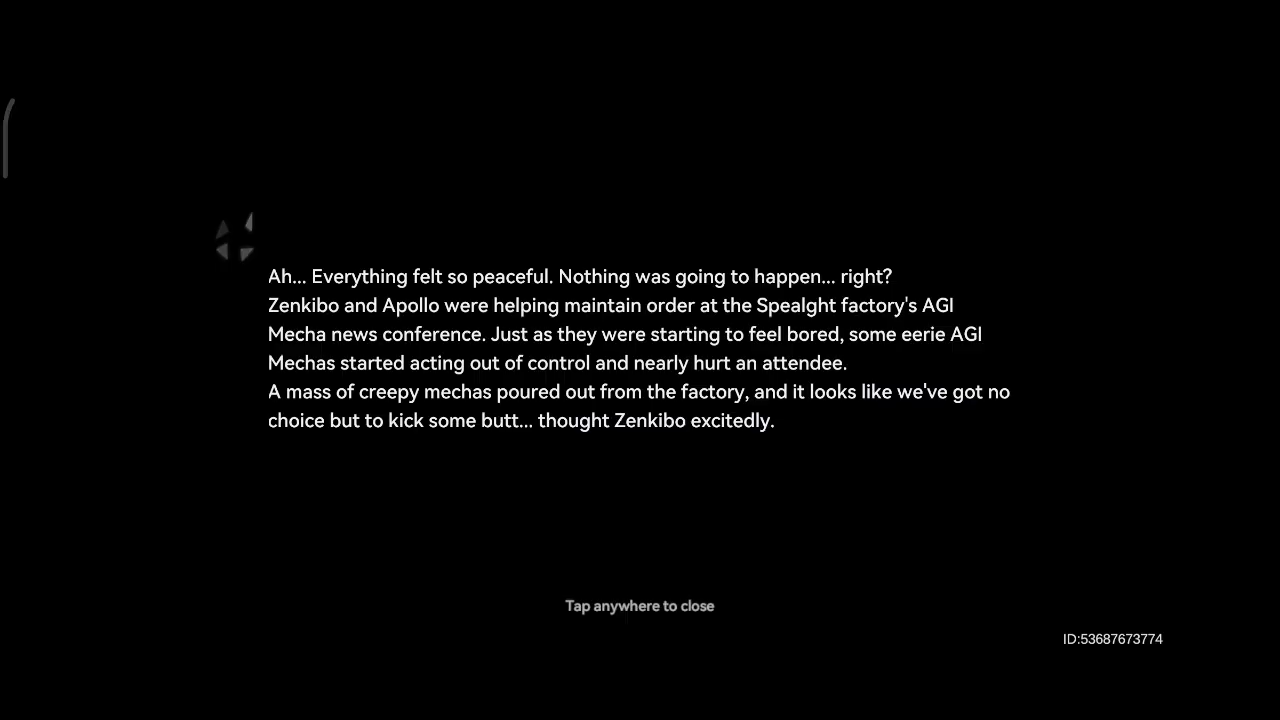 Ah... Everything felt so peaceful. Nothing was going to happen... right?
Zenkibo and Apollo were helping maintain order at the Spealght factory's AGI
Mecha news conference. Just as they were starting to feel bored, some eerie AGI
Mechas started acting out of control and nearly hurt an attendee.
A mass of creepy mechas poured out from the factory, and it looks like we've got no
choice but to kick some butt... thought Zenkibo excitedly.
Tap anywhere to close
ID:53687673774